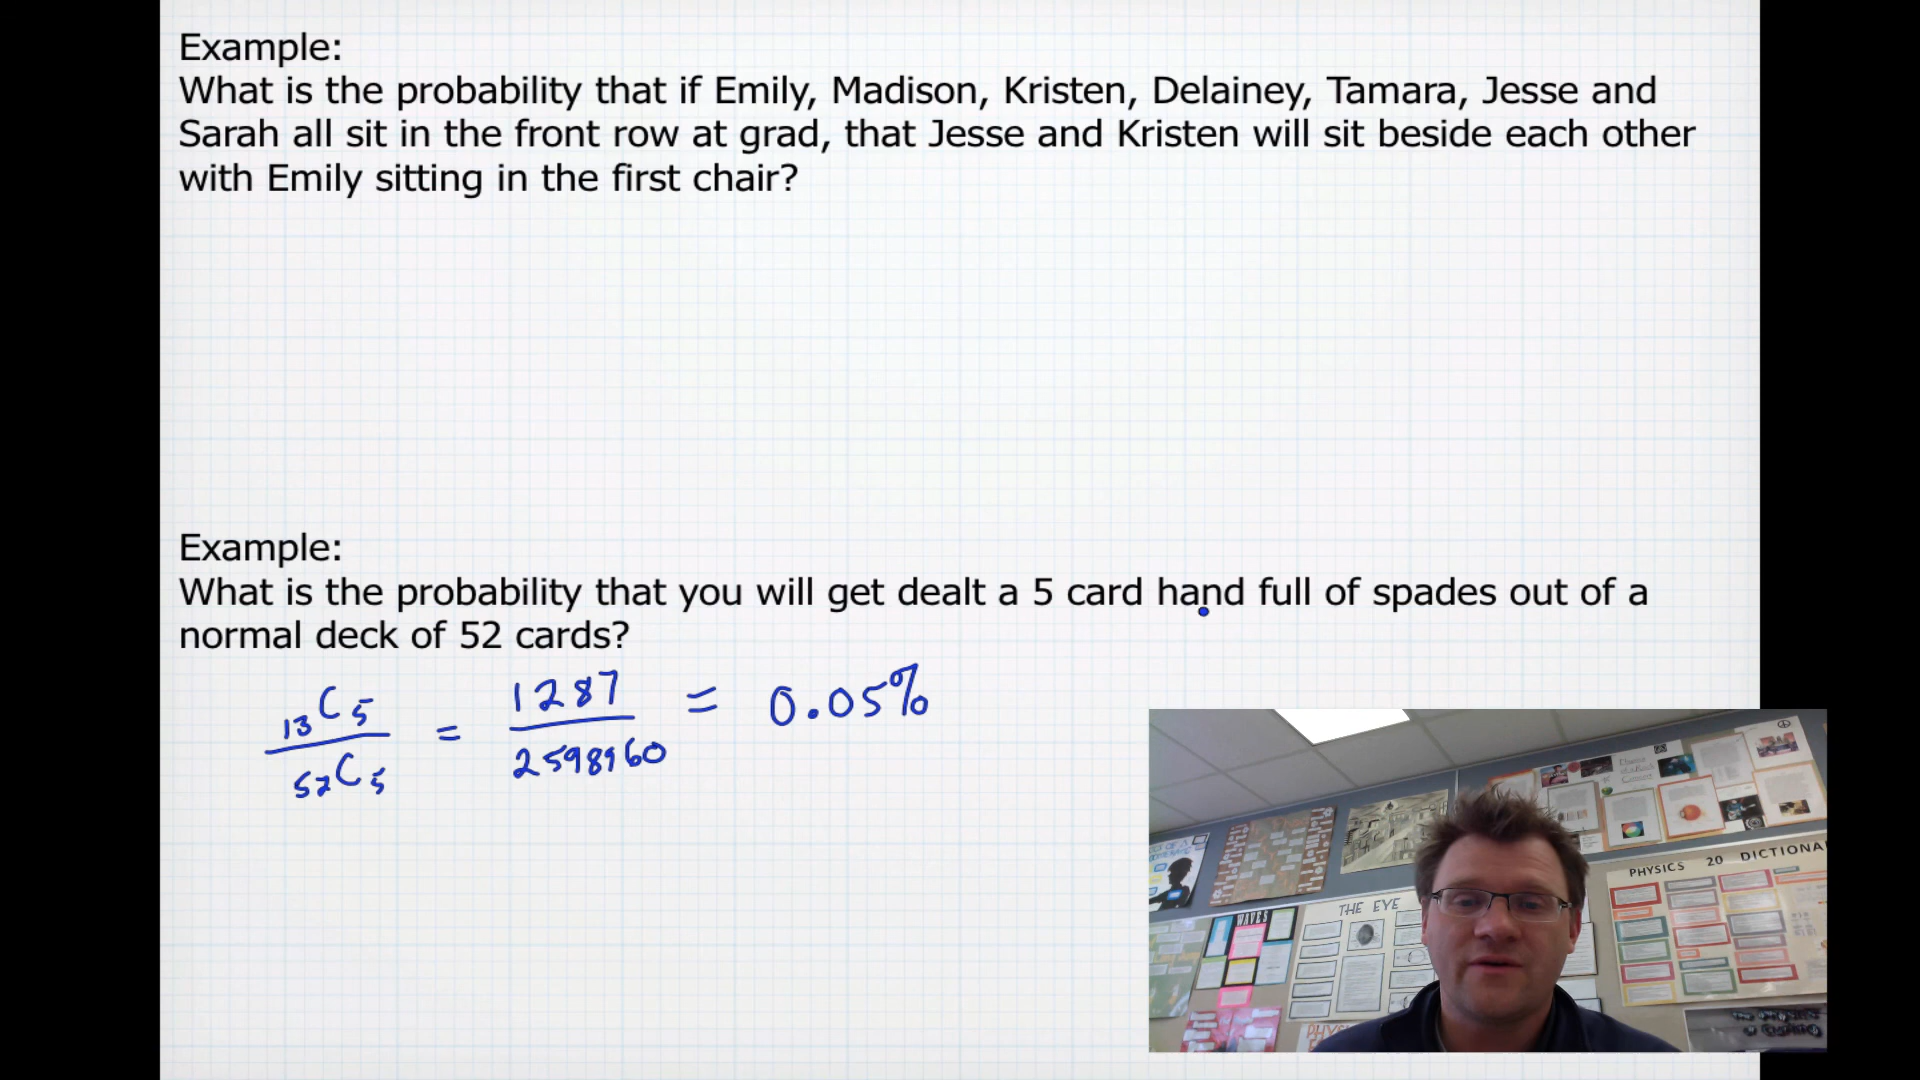 Example:
What is the probability that if Emily, Madison, Kristen, Delainey, Tamara, Jesse and
Sarah all sit in the front row at grad, that Jesse and Kristen will sit beside each other
with Emily sitting in the first chair?
Example:
What is the probability that you will get dealt a 5 card hand full of spades out of a
normal deck of 52 cards?
13C5 / 52C5 = 1287 / 2598960 = 0.05%
PHYSICS 20 DICTIONA
THE EYE
WAVES
PHYS